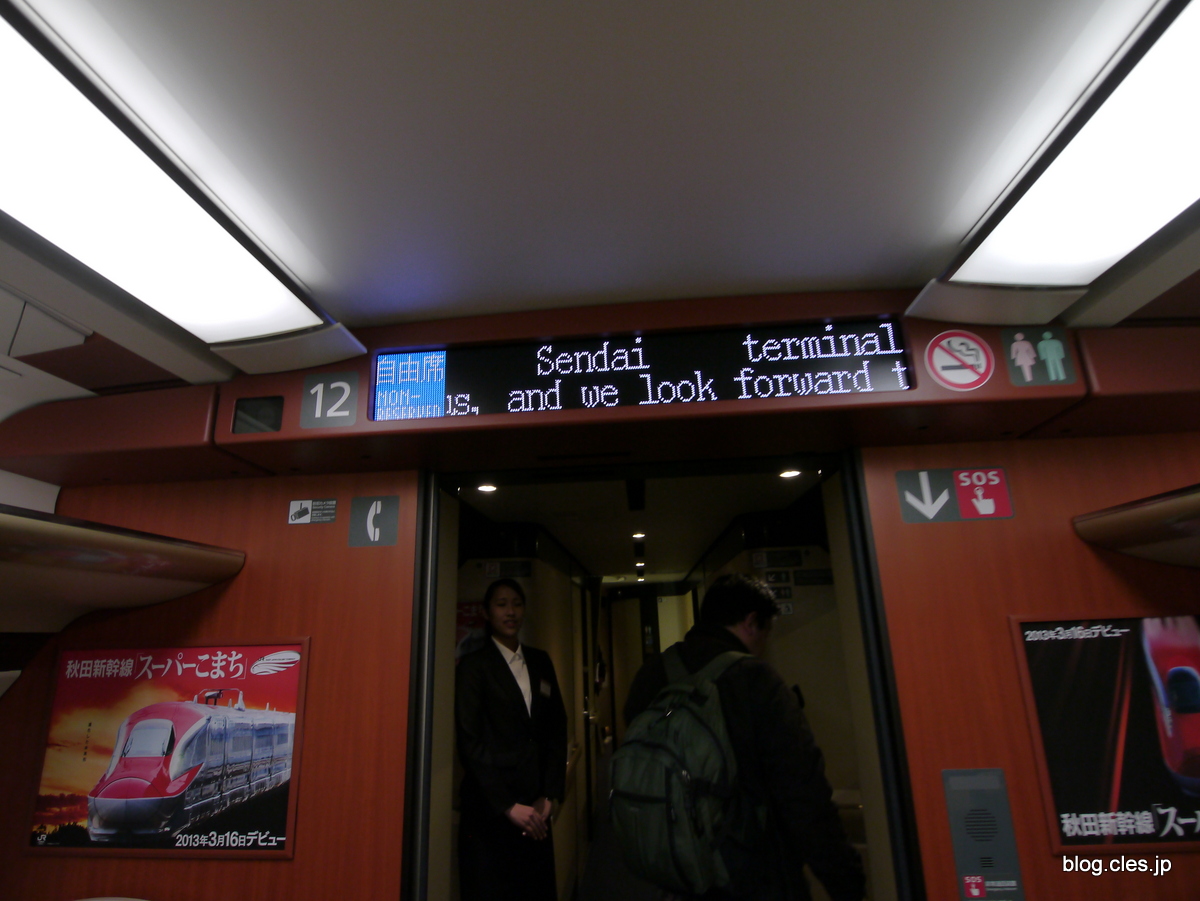 Sendai terminal
自由席
NON-
RESERVED
us, and we look forward t
12
SOS
秋田新幹線「スーパーこまち」
2013年3月16日デビュー
2013年3月16日デビュー
秋田新幹線「スー
SOS
blog.cles.jp